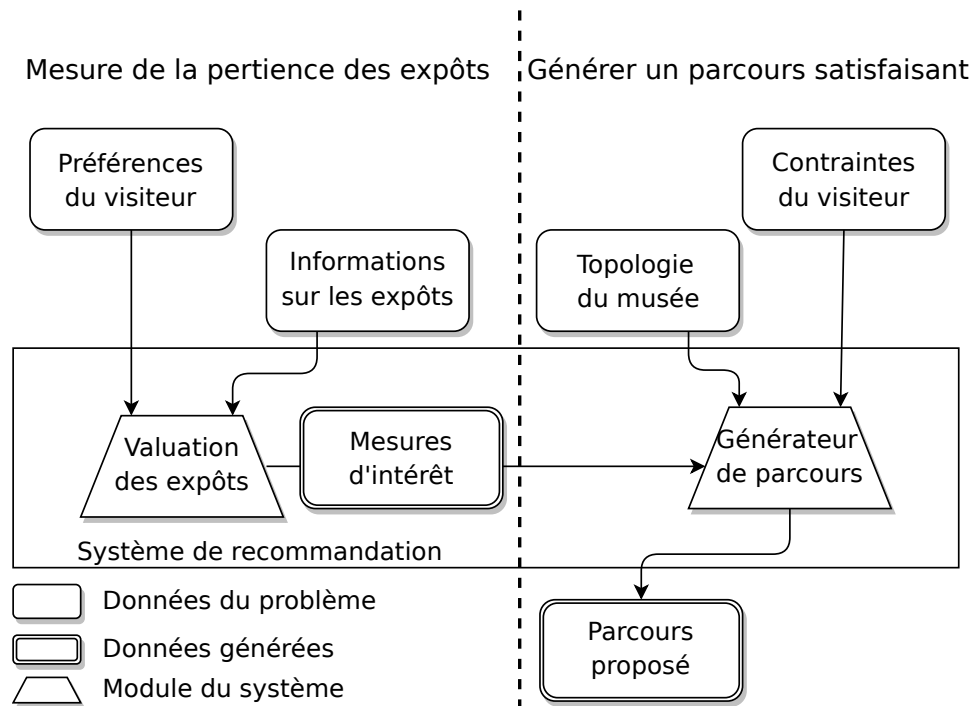 Mesure de la pertience des expôts
Générer un parcours satisfaisant
Préférences
du visiteur
Contraintes
du visiteur
Informations
sur les expôts
Topologie
du musée
Valuation
des expôts
Mesures
d'intérêt
Générateur
de parcours
Système de recommandation
Données du problème
Données générées
Module du système
Parcours
proposé